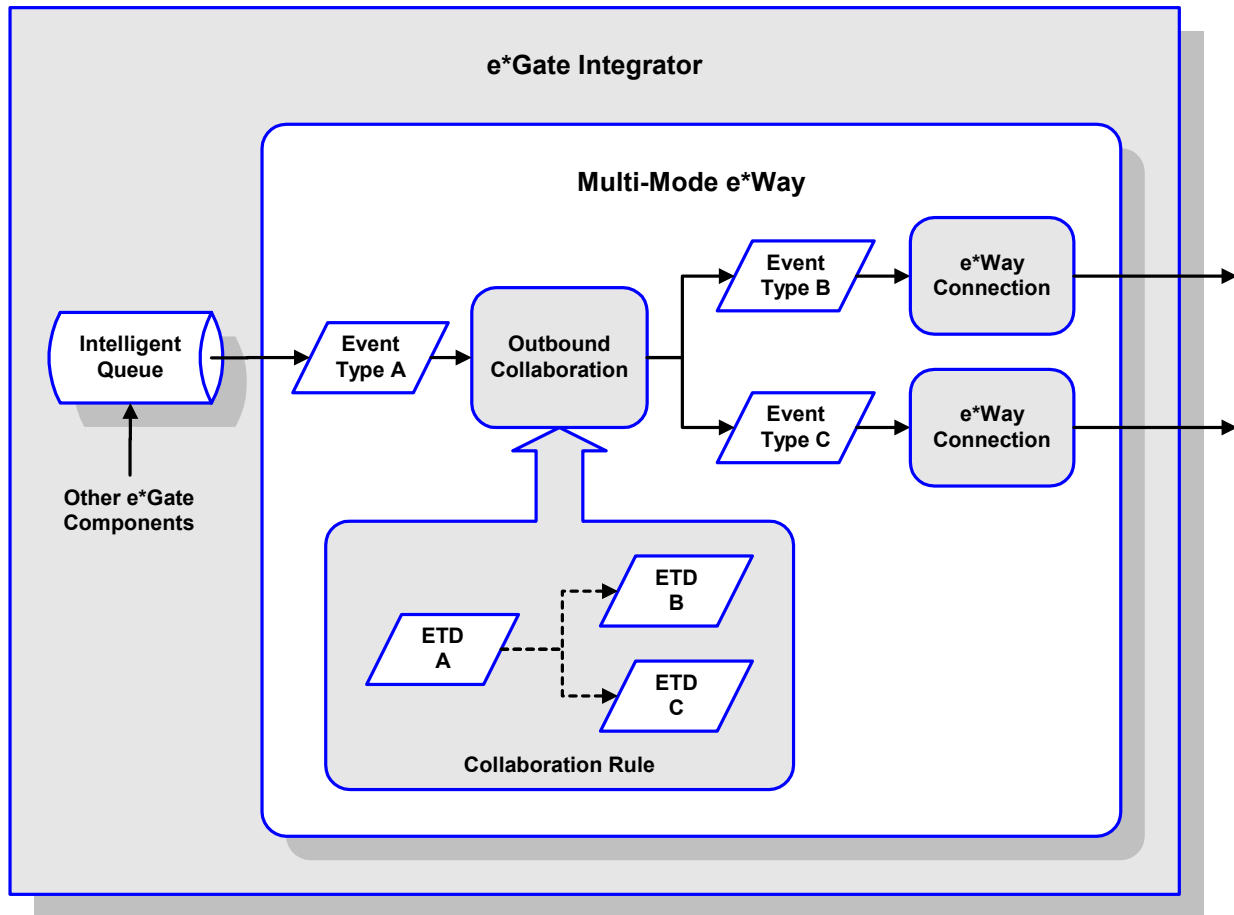 e*Gate Integrator
Multi-Mode e*Way
Intelligent
Queue
Other e*Gate
Components
Event
Type A
Outbound
Collaboration
Event
Type B
e*Way
Connection
Event
Type C
e*Way
Connection
ETD
A
ETD
B
ETD
C
Collaboration Rule